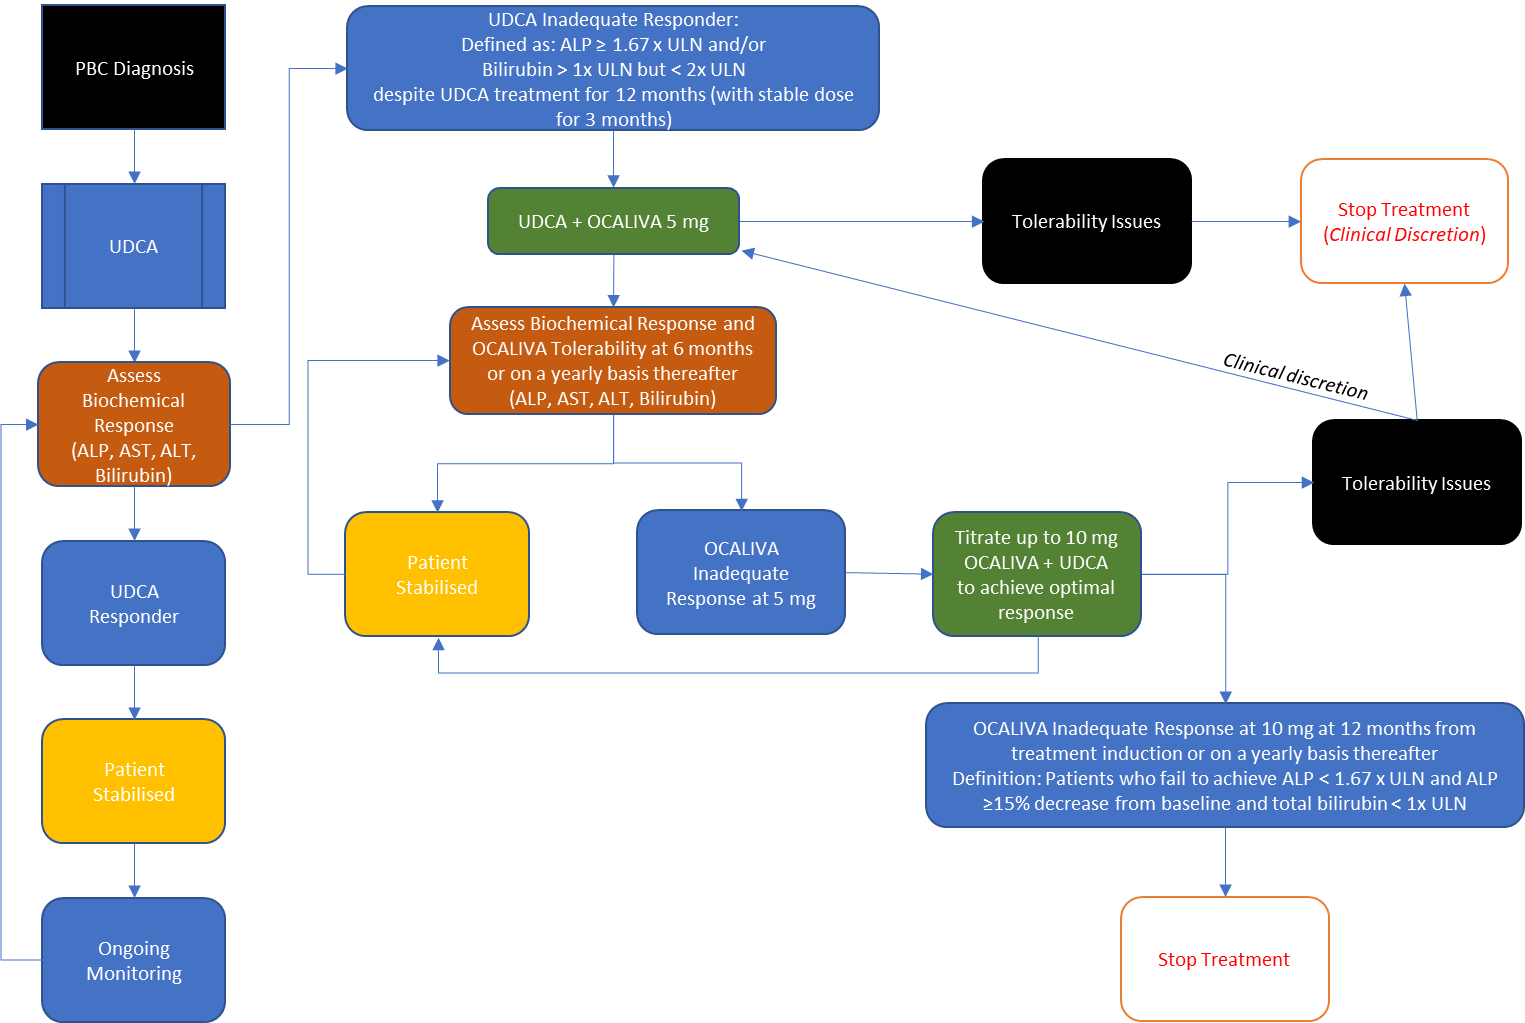 PBC Diagnosis
UDCA
Assess
Biochemical
Response
(ALP, AST, ALT,
Bilirubin)
UDCA
Responder
Patient
Stabilised
Ongoing
Monitoring
UDCA Inadequate Responder:
Defined as: ALP ≥ 1.67 x ULN and/or
Bilirubin > 1x ULN but < 2x ULN
despite UDCA treatment for 12 months (with stable dose
for 3 months)
UDCA + OCALIVA 5 mg
Tolerability Issues
Stop Treatment
(Clinical Discretion)
Assess Biochemical Response and
OCALIVA Tolerability at 6 months
or on a yearly basis thereafter
(ALP, AST, ALT, Bilirubin)
Clinical discretion
Tolerability Issues
Patient
Stabilised
OCALIVA
Inadequate
Response at 5 mg
Titrate up to 10 mg
OCALIVA + UDCA
to achieve optimal
response
OCALIVA Inadequate Response at 10 mg at 12 months from
treatment induction or on a yearly basis thereafter
Definition: Patients who fail to achieve ALP < 1.67 x ULN and ALP
≥15% decrease from baseline and total bilirubin < 1x ULN
Stop Treatment